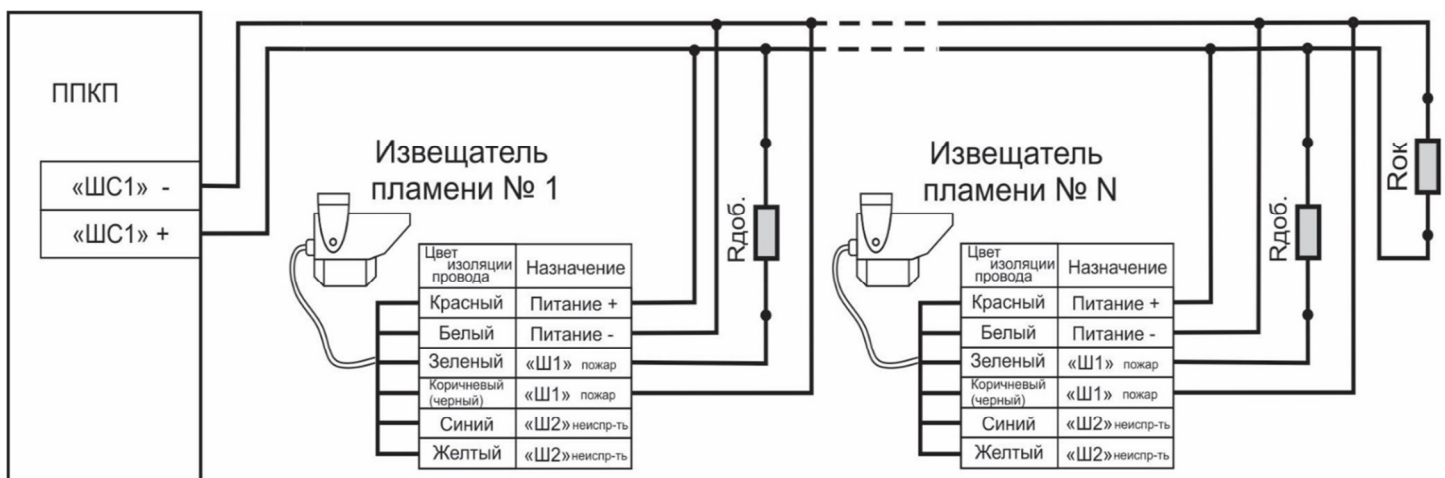 ППКП
«ШС1» -
«ШС1» +
Извещатель
пламени № 1
Цвет
изоляции
провода
Назначение
Красный Питание +
Белый Питание -
Зеленый «Ш1» пожар
Коричневый
(черный)
«Ш1» пожар
Синий «Ш2» неиспр-ть
Желтый «Ш2» неиспр-ть
Rдоб.
Извещатель
пламени № N
Цвет
изоляции
провода
Назначение
Красный Питание +
Белый Питание -
Зеленый «Ш1» пожар
Коричневый
(черный)
«Ш1» пожар
Синий «Ш2» неиспр-ть
Желтый «Ш2» неиспр-ть
Rдоб.
Rок